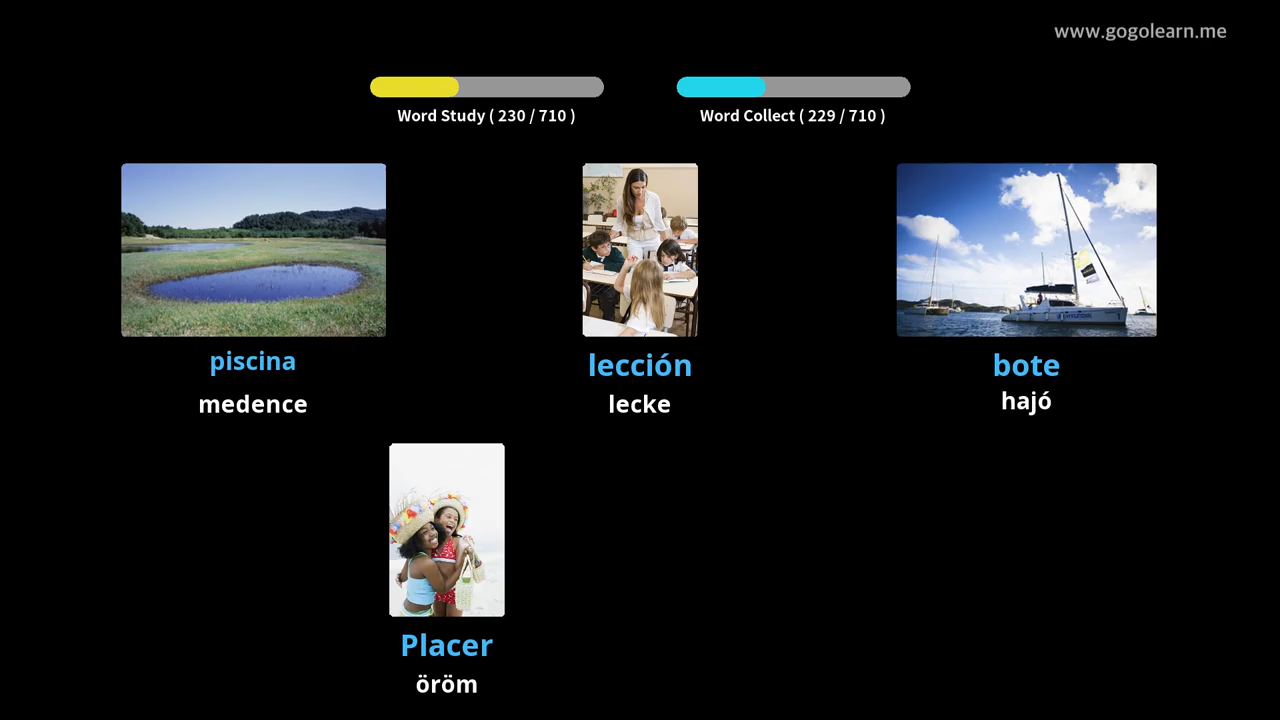 www.gogolearn.me
Word Study ( 230 / 710 )
Word Collect ( 229 / 710 )
piscina
medence
lección
lecke
bote
hajó
Placer
öröm